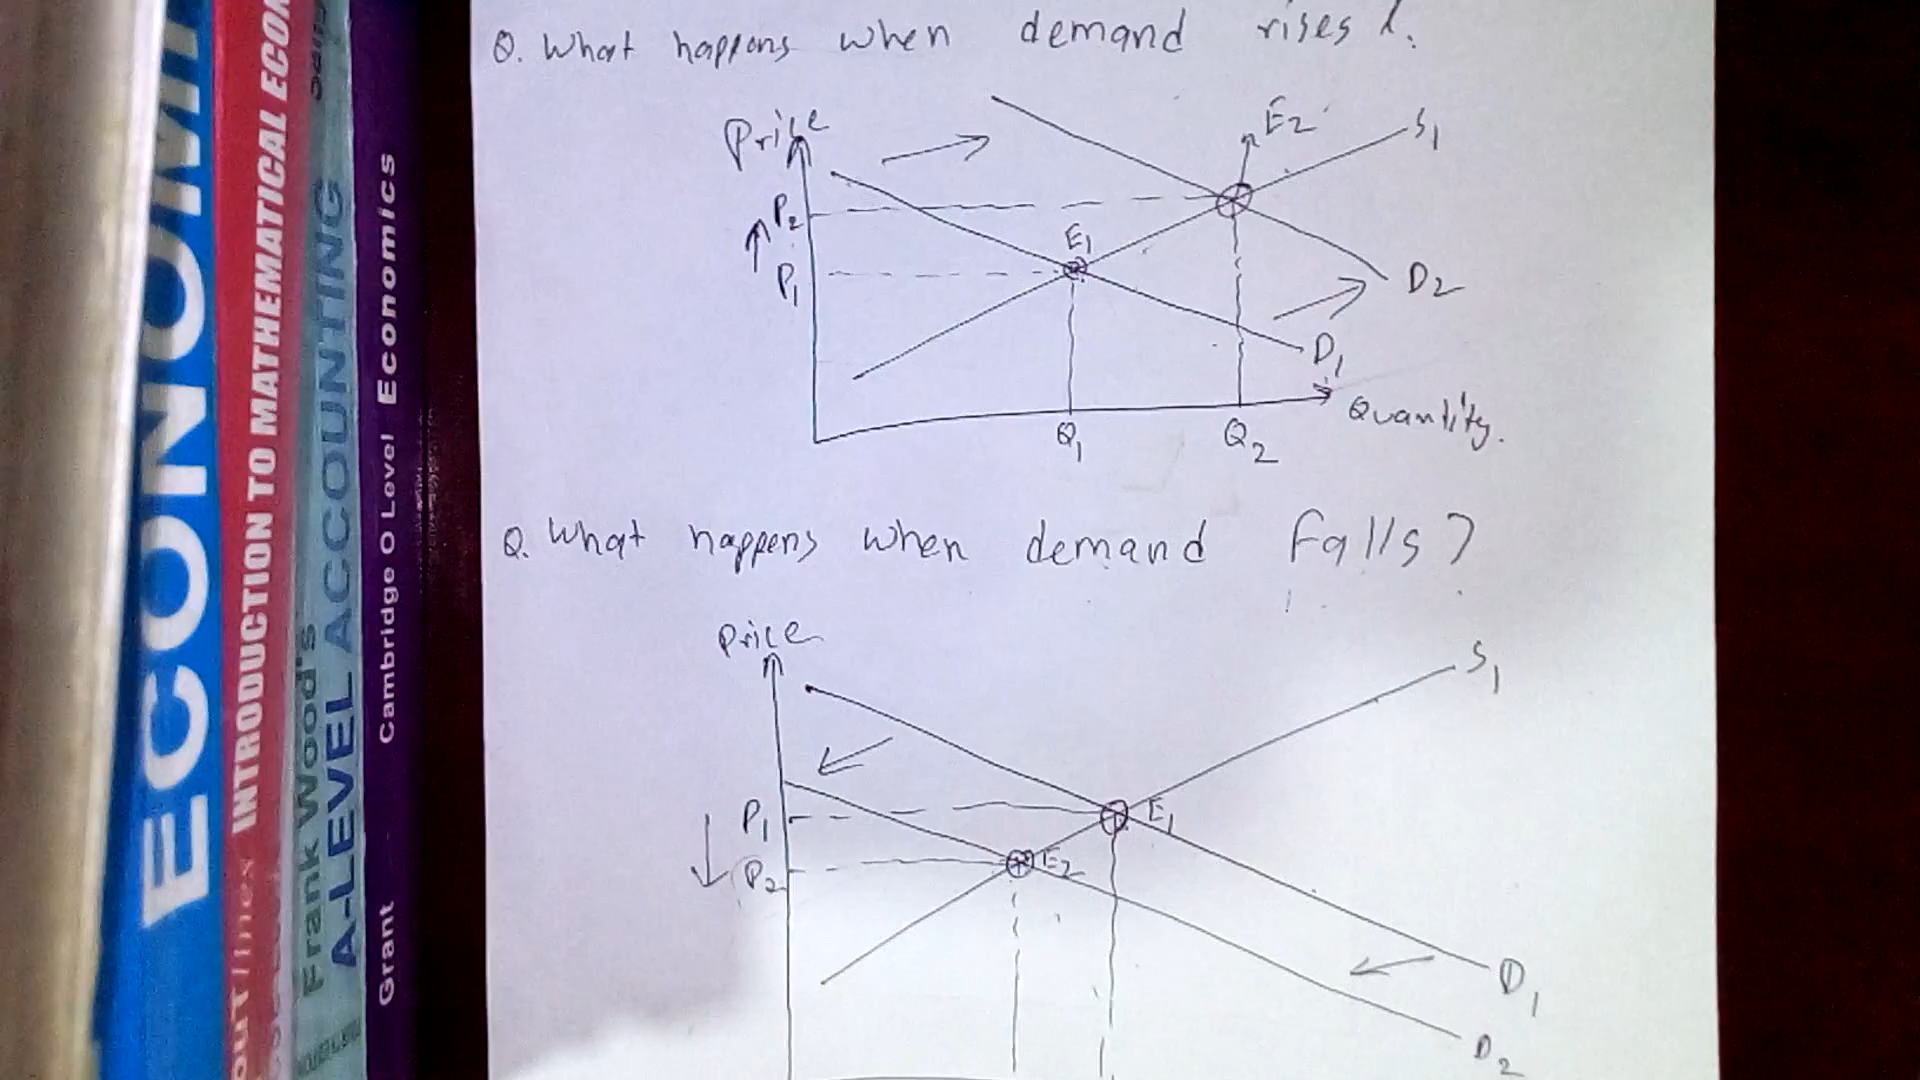 ECONOMI
OUTlines INTRODUCTION TO MATHEMATICAL ECON
Frank Wood's
A-LEVEL ACCOUNTING
Grant Cambridge O Level Economics
Q. What happens when demand rises?
Price
E2
S1
P2
E1
P1
D2
D1
Q1 Q2 Quantity.
Q. What happens when demand falls?
Price
S1
P1 E1
P2 E2
D1
D2